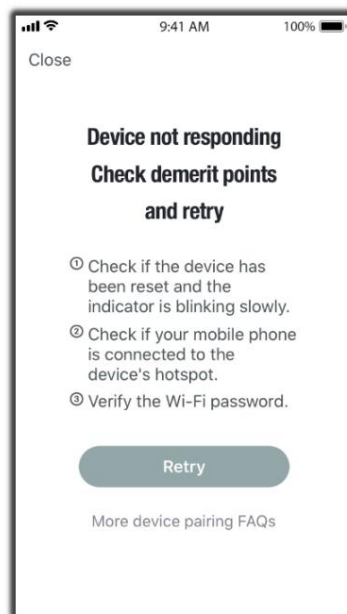 9:41 AM
100%
Close
Device not responding
Check demerit points
and retry
① Check if the device has
been reset and the
indicator is blinking slowly.
② Check if your mobile phone
is connected to the
device's hotspot.
③ Verify the Wi-Fi password.
Retry
More device pairing FAQs